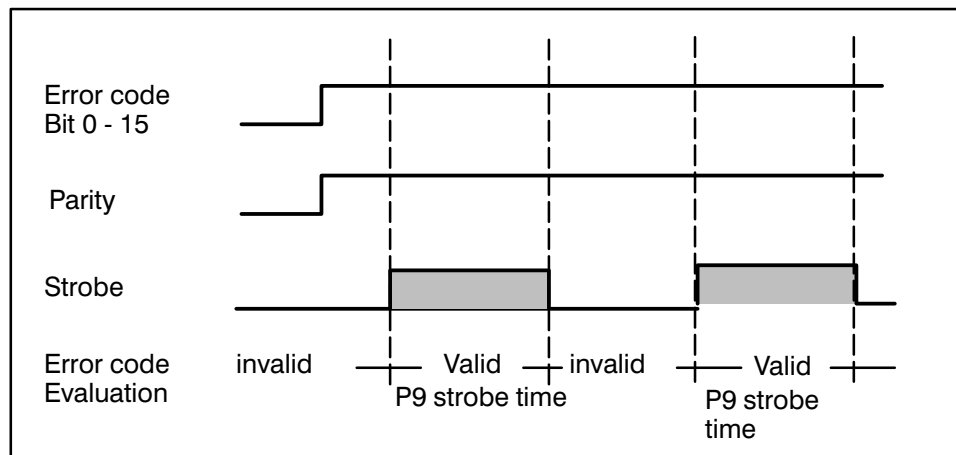 Error code
Bit 0 - 15
Parity
Strobe
Error code
Evaluation
invalid
Valid
invalid
Valid
P9 strobe time
P9 strobe
time